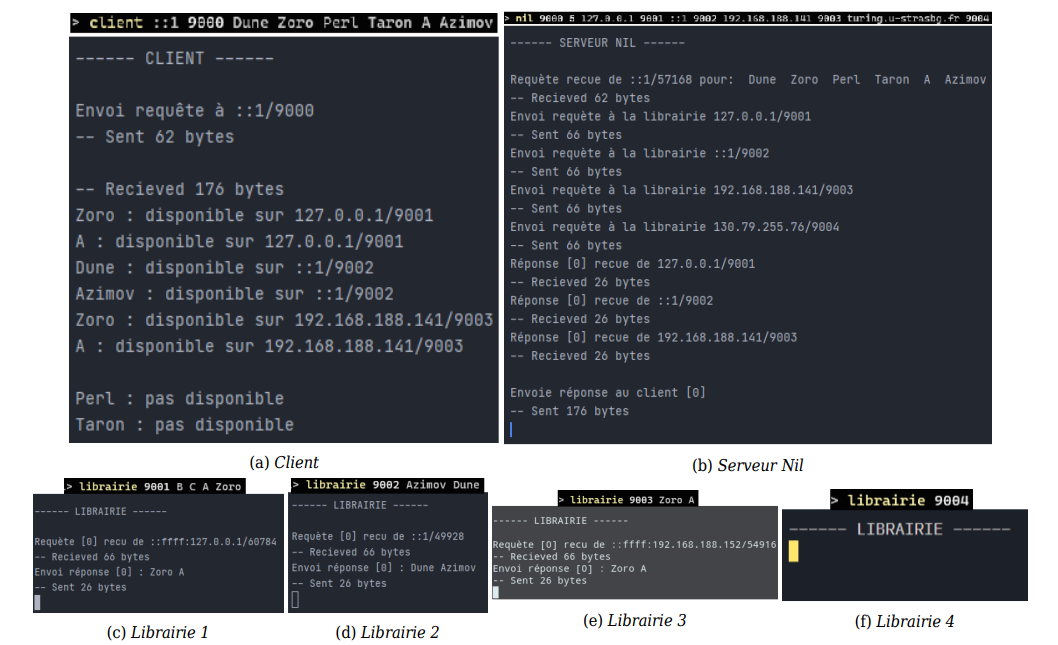 > client ::1 9000 Dune Zoro Perl Taron A Azimov
------ CLIENT ------
Envoi requête à ::1/9000
-- Sent 62 bytes
-- Recieved 176 bytes
Zoro : disponible sur 127.0.0.1/9001
A : disponible sur 127.0.0.1/9001
Dune : disponible sur ::1/9002
Azimov : disponible sur ::1/9002
Zoro : disponible sur 192.168.188.141/9003
A : disponible sur 192.168.188.141/9003
Perl : pas disponible
Taron : pas disponible
(a) Client
> nil 9000 5 127.0.0.1 9001 ::1 9002 192.168.188.141 9003 turing.u-strasbg.fr 9004
------ SERVEUR NIL ------
Requète recue de ::1/57168 pour: Dune Zoro Perl Taron A Azimov
-- Recieved 62 bytes
Envoi requète à la librairie 127.0.0.1/9001
-- Sent 66 bytes
Envoi requète à la librairie ::1/9002
-- Sent 66 bytes
Envoi requète à la librairie 192.168.188.141/9003
-- Sent 66 bytes
Envoi requète à la librairie 130.79.255.76/9004
-- Sent 66 bytes
Réponse [0] recue de 127.0.0.1/9001
-- Recieved 26 bytes
Réponse [0] recue de ::1/9002
-- Recieved 26 bytes
Réponse [0] recue de 192.168.188.141/9003
-- Recieved 26 bytes
Envoie réponse au client [0]
-- Sent 176 bytes
(b) Serveur Nil
> librairie 9001 B C A Zoro
------ LIBRAIRIE ------
Requête [0] recu de ::ffff:127.0.0.1/60784
-- Recieved 66 bytes
Envoi réponse [0] : Zoro A
-- Sent 26 bytes
(c) Librairie 1
> librairie 9002 Azimov Dune
------ LIBRAIRIE ------
Requête [0] recu de ::1/49928
-- Recieved 66 bytes
Envoi réponse [0] : Dune Azimov
-- Sent 26 bytes
(d) Librairie 2
> librairie 9003 Zoro A
------ LIBRAIRIE ------
Requête [0] recu de ::ffff:192.168.188.152/54916
-- Recieved 66 bytes
Envoi réponse [0] : Zoro A
-- Sent 26 bytes
(e) Librairie 3
> librairie 9004
------ LIBRAIRIE ------
(f) Librairie 4